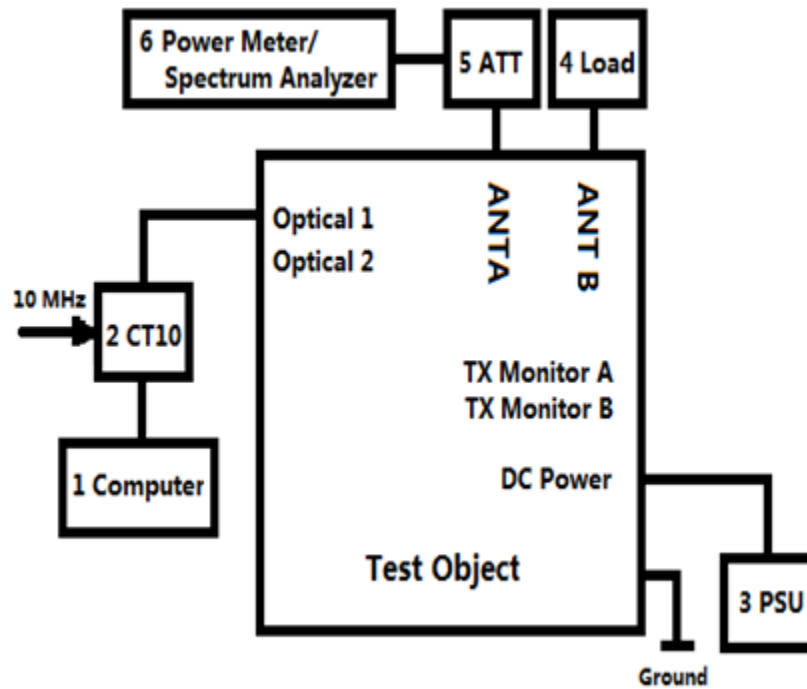 6 Power Meter/
Spectrum Analyzer
5 ATT
4 Load
Optical 1
Optical 2
ANTA
ANT B
10 MHz
2 CT10
TX Monitor A
TX Monitor B
1 Computer
DC Power
Test Object
3 PSU
Ground